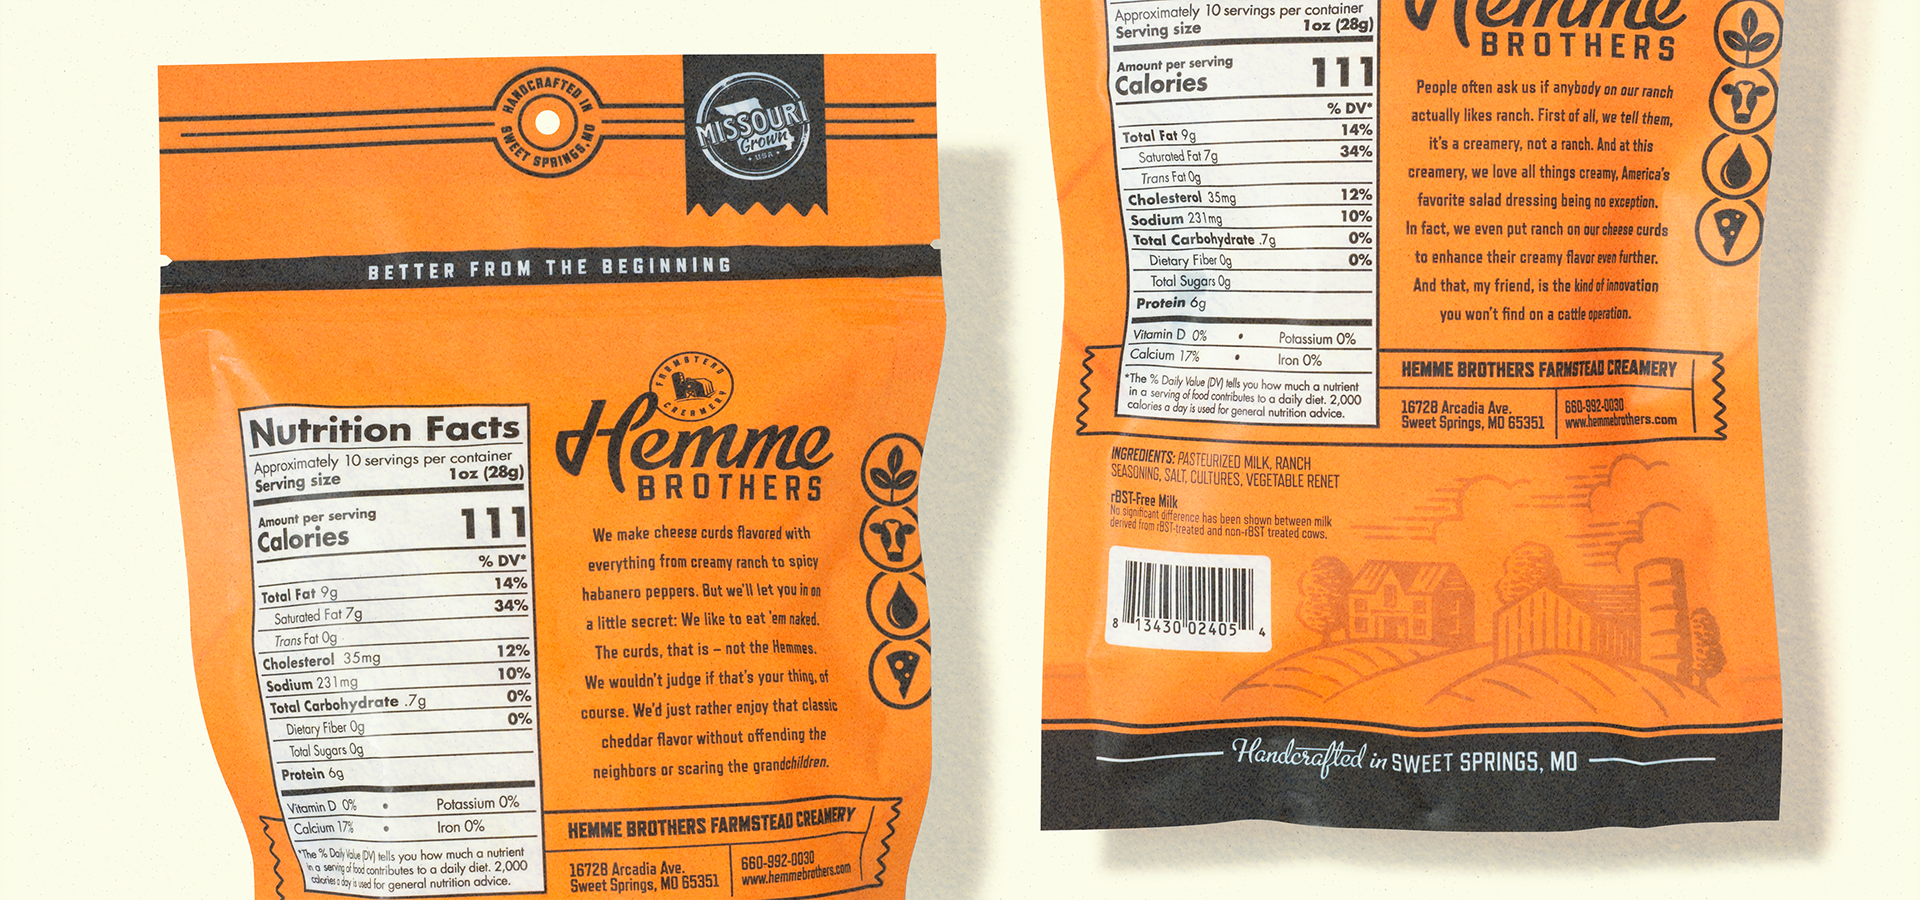 HANDCRAFTED IN
SWEET SPRINGS, MO
MISSOURI
Grown
USA
BETTER FROM THE BEGINNING
FARMSTEAD
CREAMERY
Hemme
BROTHERS
Nutrition Facts
Approximately 10 servings per container
Serving size 1oz (28g)
Amount per serving
Calories 111
% DV*
Total Fat 9g 14%
Saturated Fat 7g 34%
Trans Fat 0g
Cholesterol 35mg 12%
Sodium 231mg 10%
Total Carbohydrate .7g 0%
Dietary Fiber 0g 0%
Total Sugars 0g
Protein 6g
Vitamin D 0% • Potassium 0%
Calcium 17% • Iron 0%
*The % Daily Value (DV) tells you how much a nutrient
in a serving of food contributes to a daily diet. 2,000
calories a day is used for general nutrition advice.
We make cheese curds flavored with
everything from creamy ranch to spicy
habanero peppers. But we'll let you in on
a little secret: We like to eat 'em naked.
The curds, that is – not the Hemmes.
We wouldn't judge if that's your thing, of
course. We'd just rather enjoy that classic
cheddar flavor without offending the
neighbors or scaring the grandchildren.
HEMME BROTHERS FARMSTEAD CREAMERY
16728 Arcadia Ave.
Sweet Springs, MO 65351
660-992-0030
www.hemmebrothers.com
Approximately 10 servings per container
Serving size 1oz (28g)
Amount per serving
Calories 111
% DV*
Total Fat 9g 14%
Saturated Fat 7g 34%
Trans Fat 0g
Cholesterol 35mg 12%
Sodium 231mg 10%
Total Carbohydrate .7g 0%
Dietary Fiber 0g 0%
Total Sugars 0g
Protein 6g
Vitamin D 0% • Potassium 0%
Calcium 17% • Iron 0%
*The % Daily Value (DV) tells you how much a nutrient
in a serving of food contributes to a daily diet. 2,000
calories a day is used for general nutrition advice.
Hemme
BROTHERS
People often ask us if anybody on our ranch
actually likes ranch. First of all, we tell them,
it's a creamery, not a ranch. And at this
creamery, we love all things creamy, America's
favorite salad dressing being no exception.
In fact, we even put ranch on our cheese curds
to enhance their creamy flavor even further.
And that, my friend, is the kind of innovation
you won't find on a cattle operation.
HEMME BROTHERS FARMSTEAD CREAMERY
16728 Arcadia Ave.
Sweet Springs, MO 65351
660-992-0030
www.hemmebrothers.com
INGREDIENTS: PASTEURIZED MILK, RANCH
SEASONING, SALT, CULTURES, VEGETABLE RENET
rBST-Free Milk
No significant difference has been shown between milk
derived from rBST-treated and non-rBST treated cows.
8 13430 02405 4
Handcrafted in SWEET SPRINGS, MO